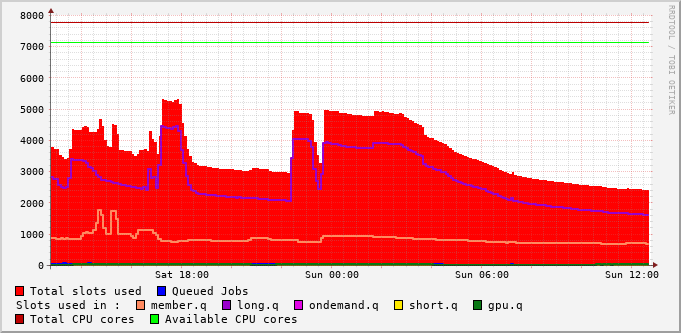 8000
7000
6000
5000
4000
3000
2000
1000
0
Sat 18:00 Sun 00:00 Sun 06:00 Sun 12:00
RRDTOOL / TOBI OETIKER
Total slots used Queued Jobs
Slots used in : member.q long.q ondemand.q short.q gpu.q
Total CPU cores Available CPU cores